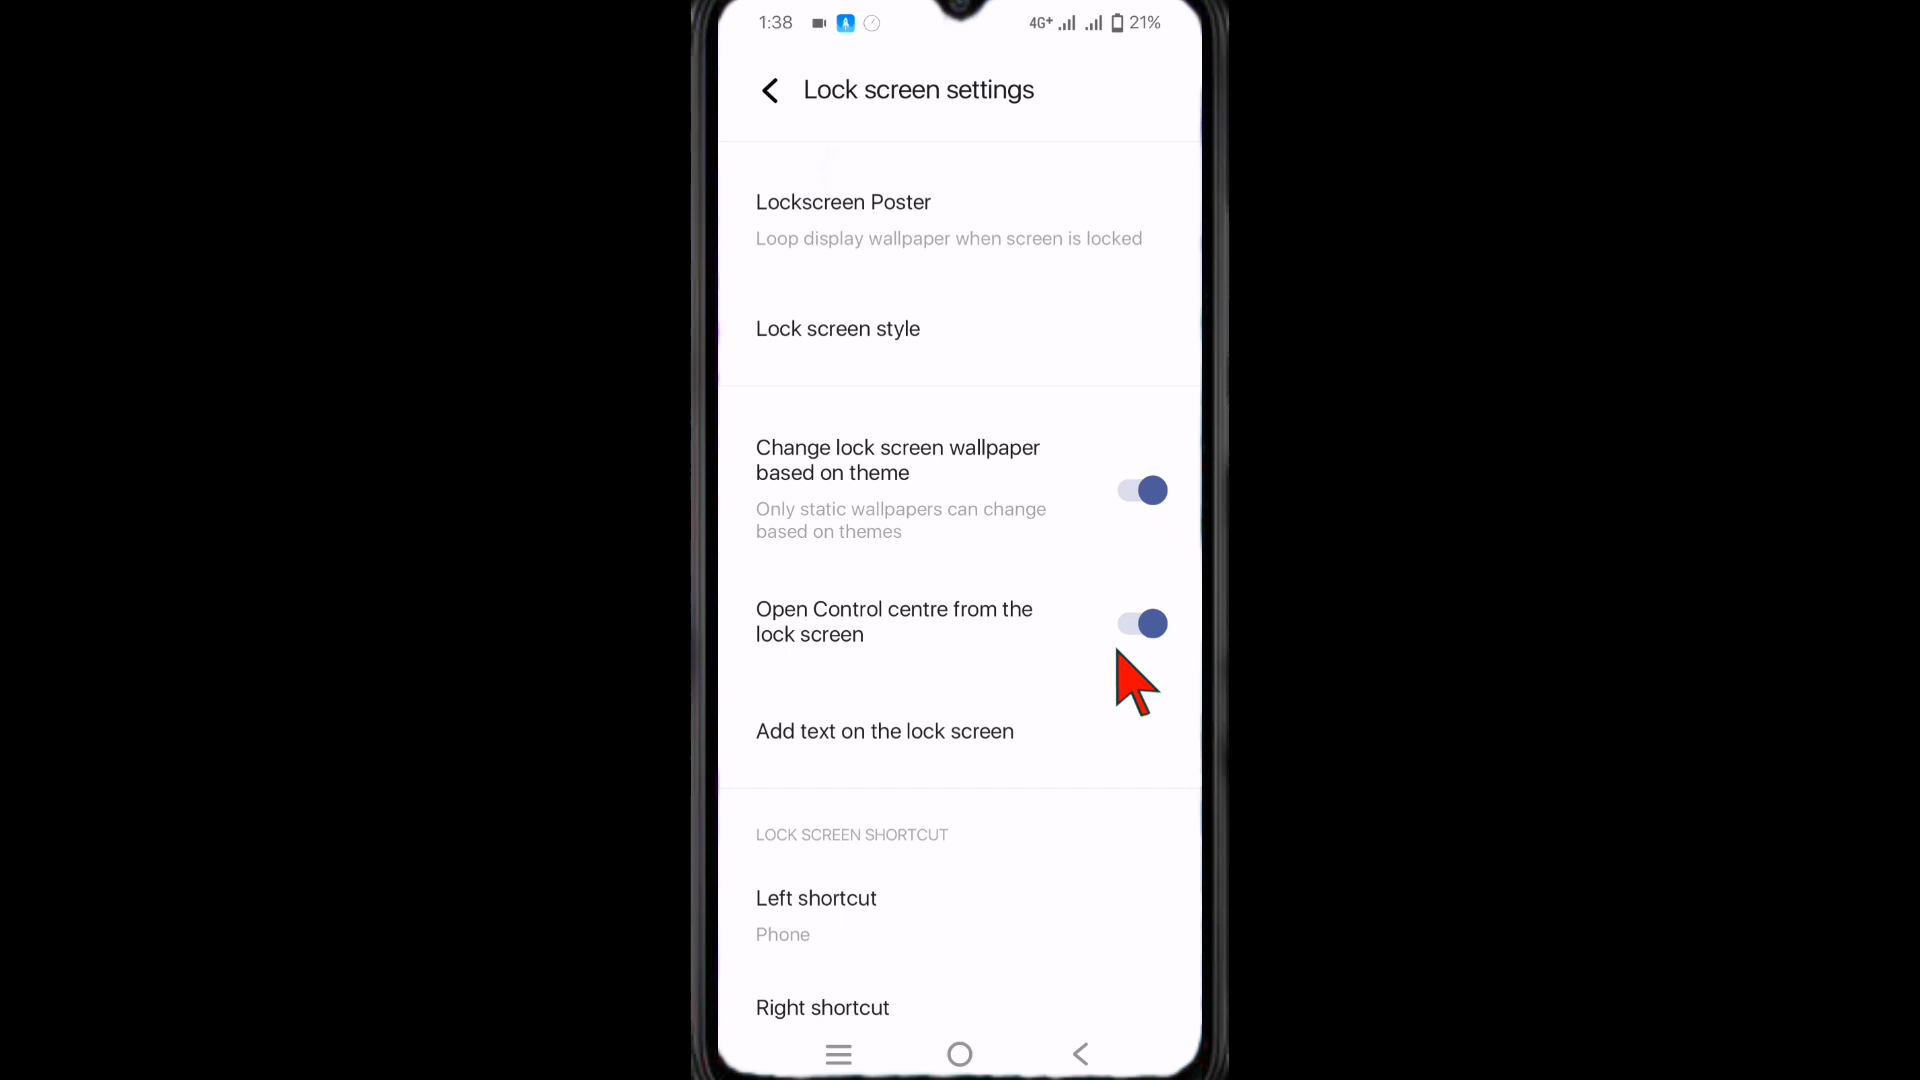 1:38 4G+ 21%
Lock screen settings
Lockscreen Poster
Loop display wallpaper when screen is locked
Lock screen style
Change lock screen wallpaper
based on theme
Only static wallpapers can change
based on themes
Open Control centre from the
lock screen
Add text on the lock screen
LOCK SCREEN SHORTCUT
Left shortcut
Phone
Right shortcut